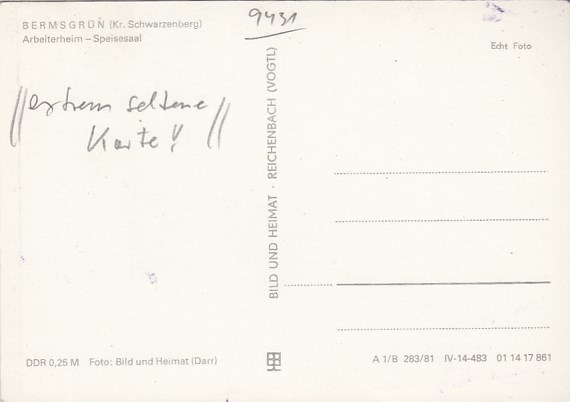 BERMSGRÜN (Kr. Schwarzenberg)
Arbeiterheim – Speisesaal
9431
Echt Foto
extrem seltene
Karte!!
BILD UND HEIMAT · REICHENBACH (VOGTL)
DDR 0,25 M Foto: Bild und Heimat (Darr)
A 1/B 283/81 IV-14-483 01 14 17 861